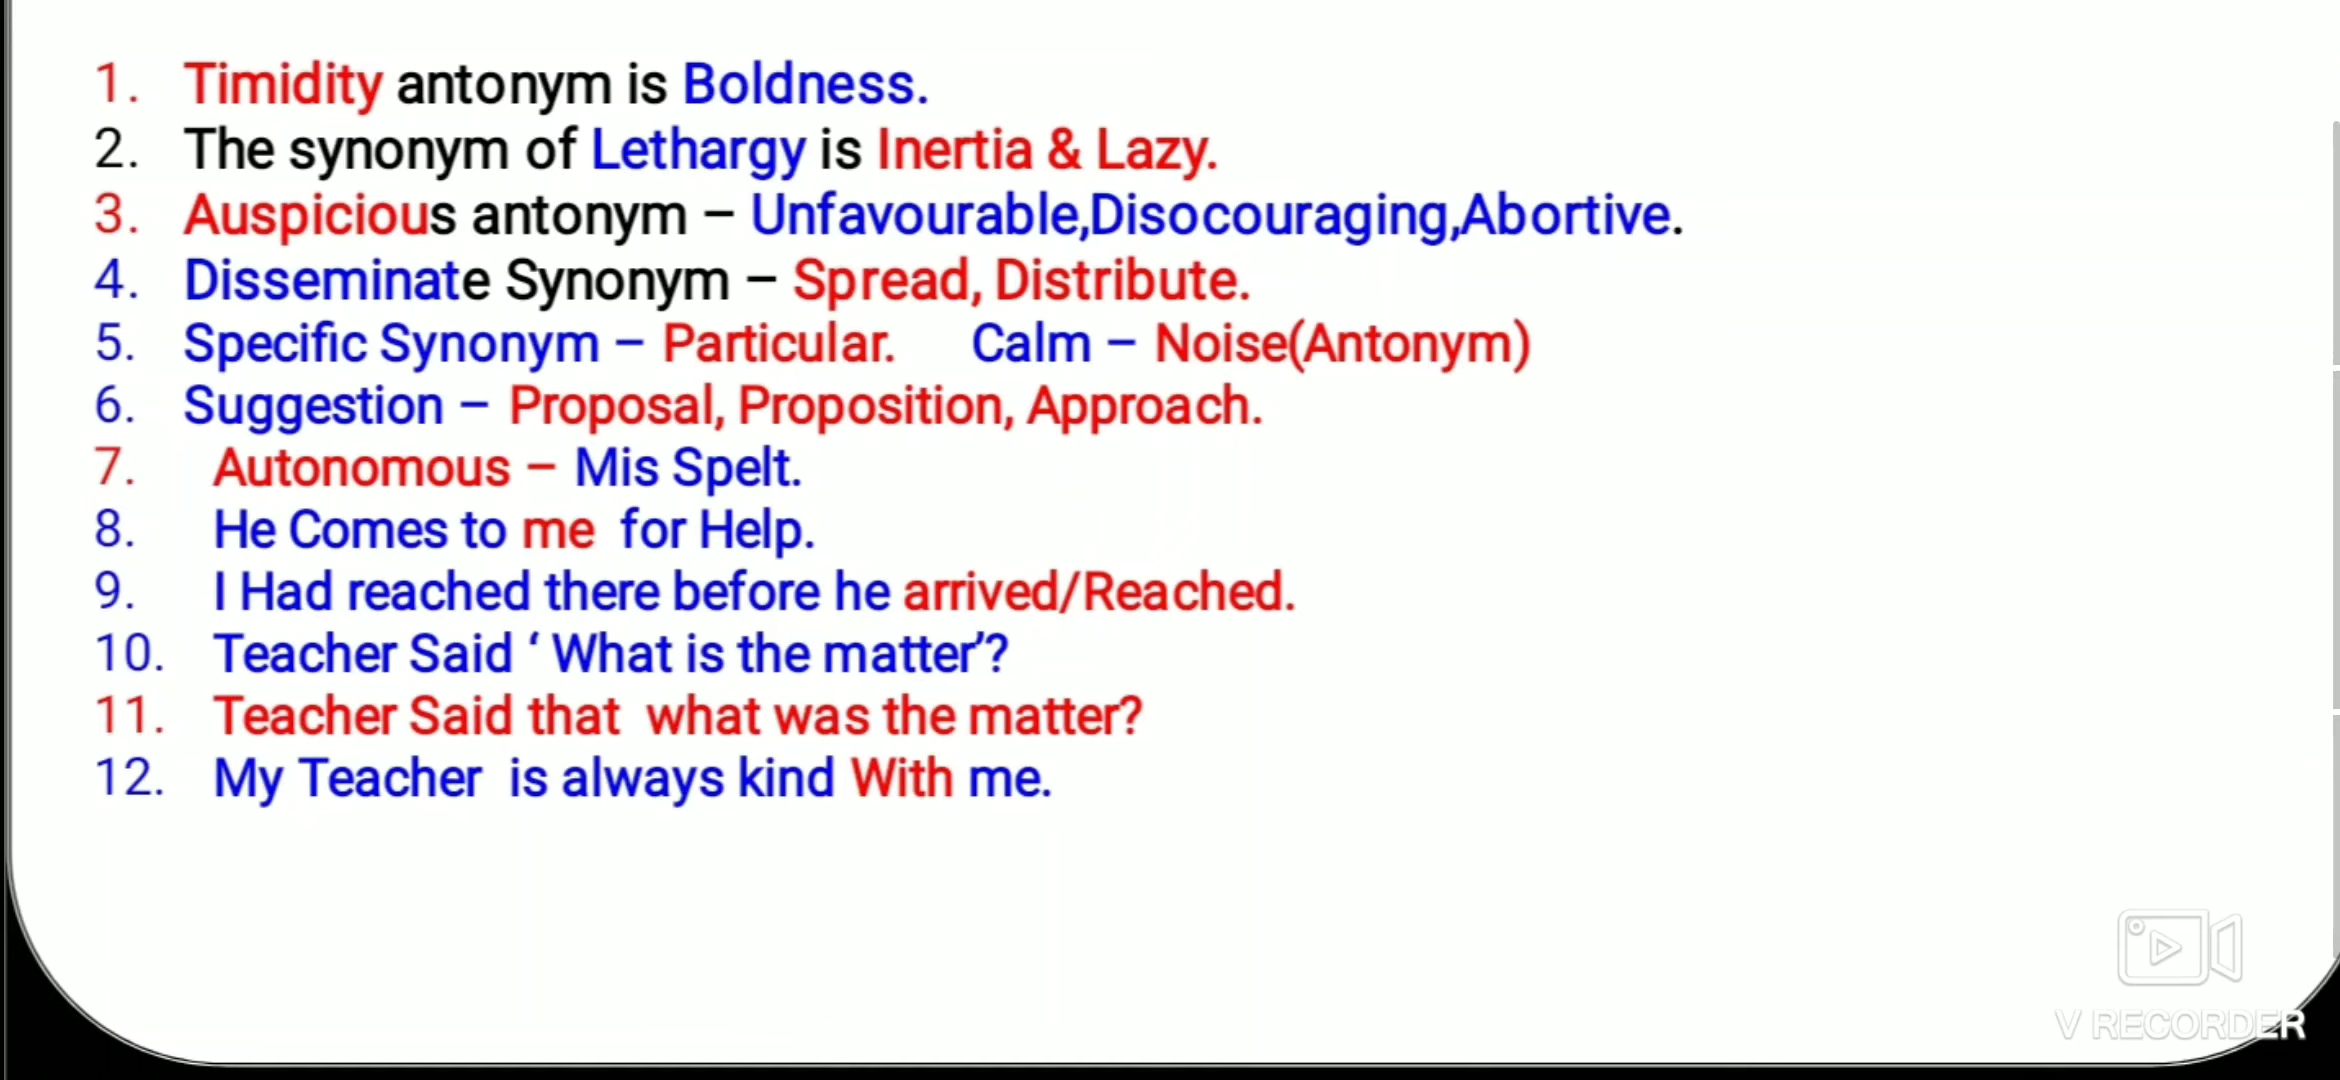 1. Timidity antonym is Boldness.
2. The synonym of Lethargy is Inertia & Lazy.
3. Auspicious antonym – Unfavourable,Disocouraging,Abortive.
4. Disseminate Synonym – Spread, Distribute.
5. Specific Synonym – Particular. Calm – Noise(Antonym)
6. Suggestion – Proposal, Proposition, Approach.
7. Autonomous – Mis Spelt.
8. He Comes to me for Help.
9. I Had reached there before he arrived/Reached.
10. Teacher Said ‘ What is the matter’?
11. Teacher Said that what was the matter?
12. My Teacher is always kind With me.
V RECORDER